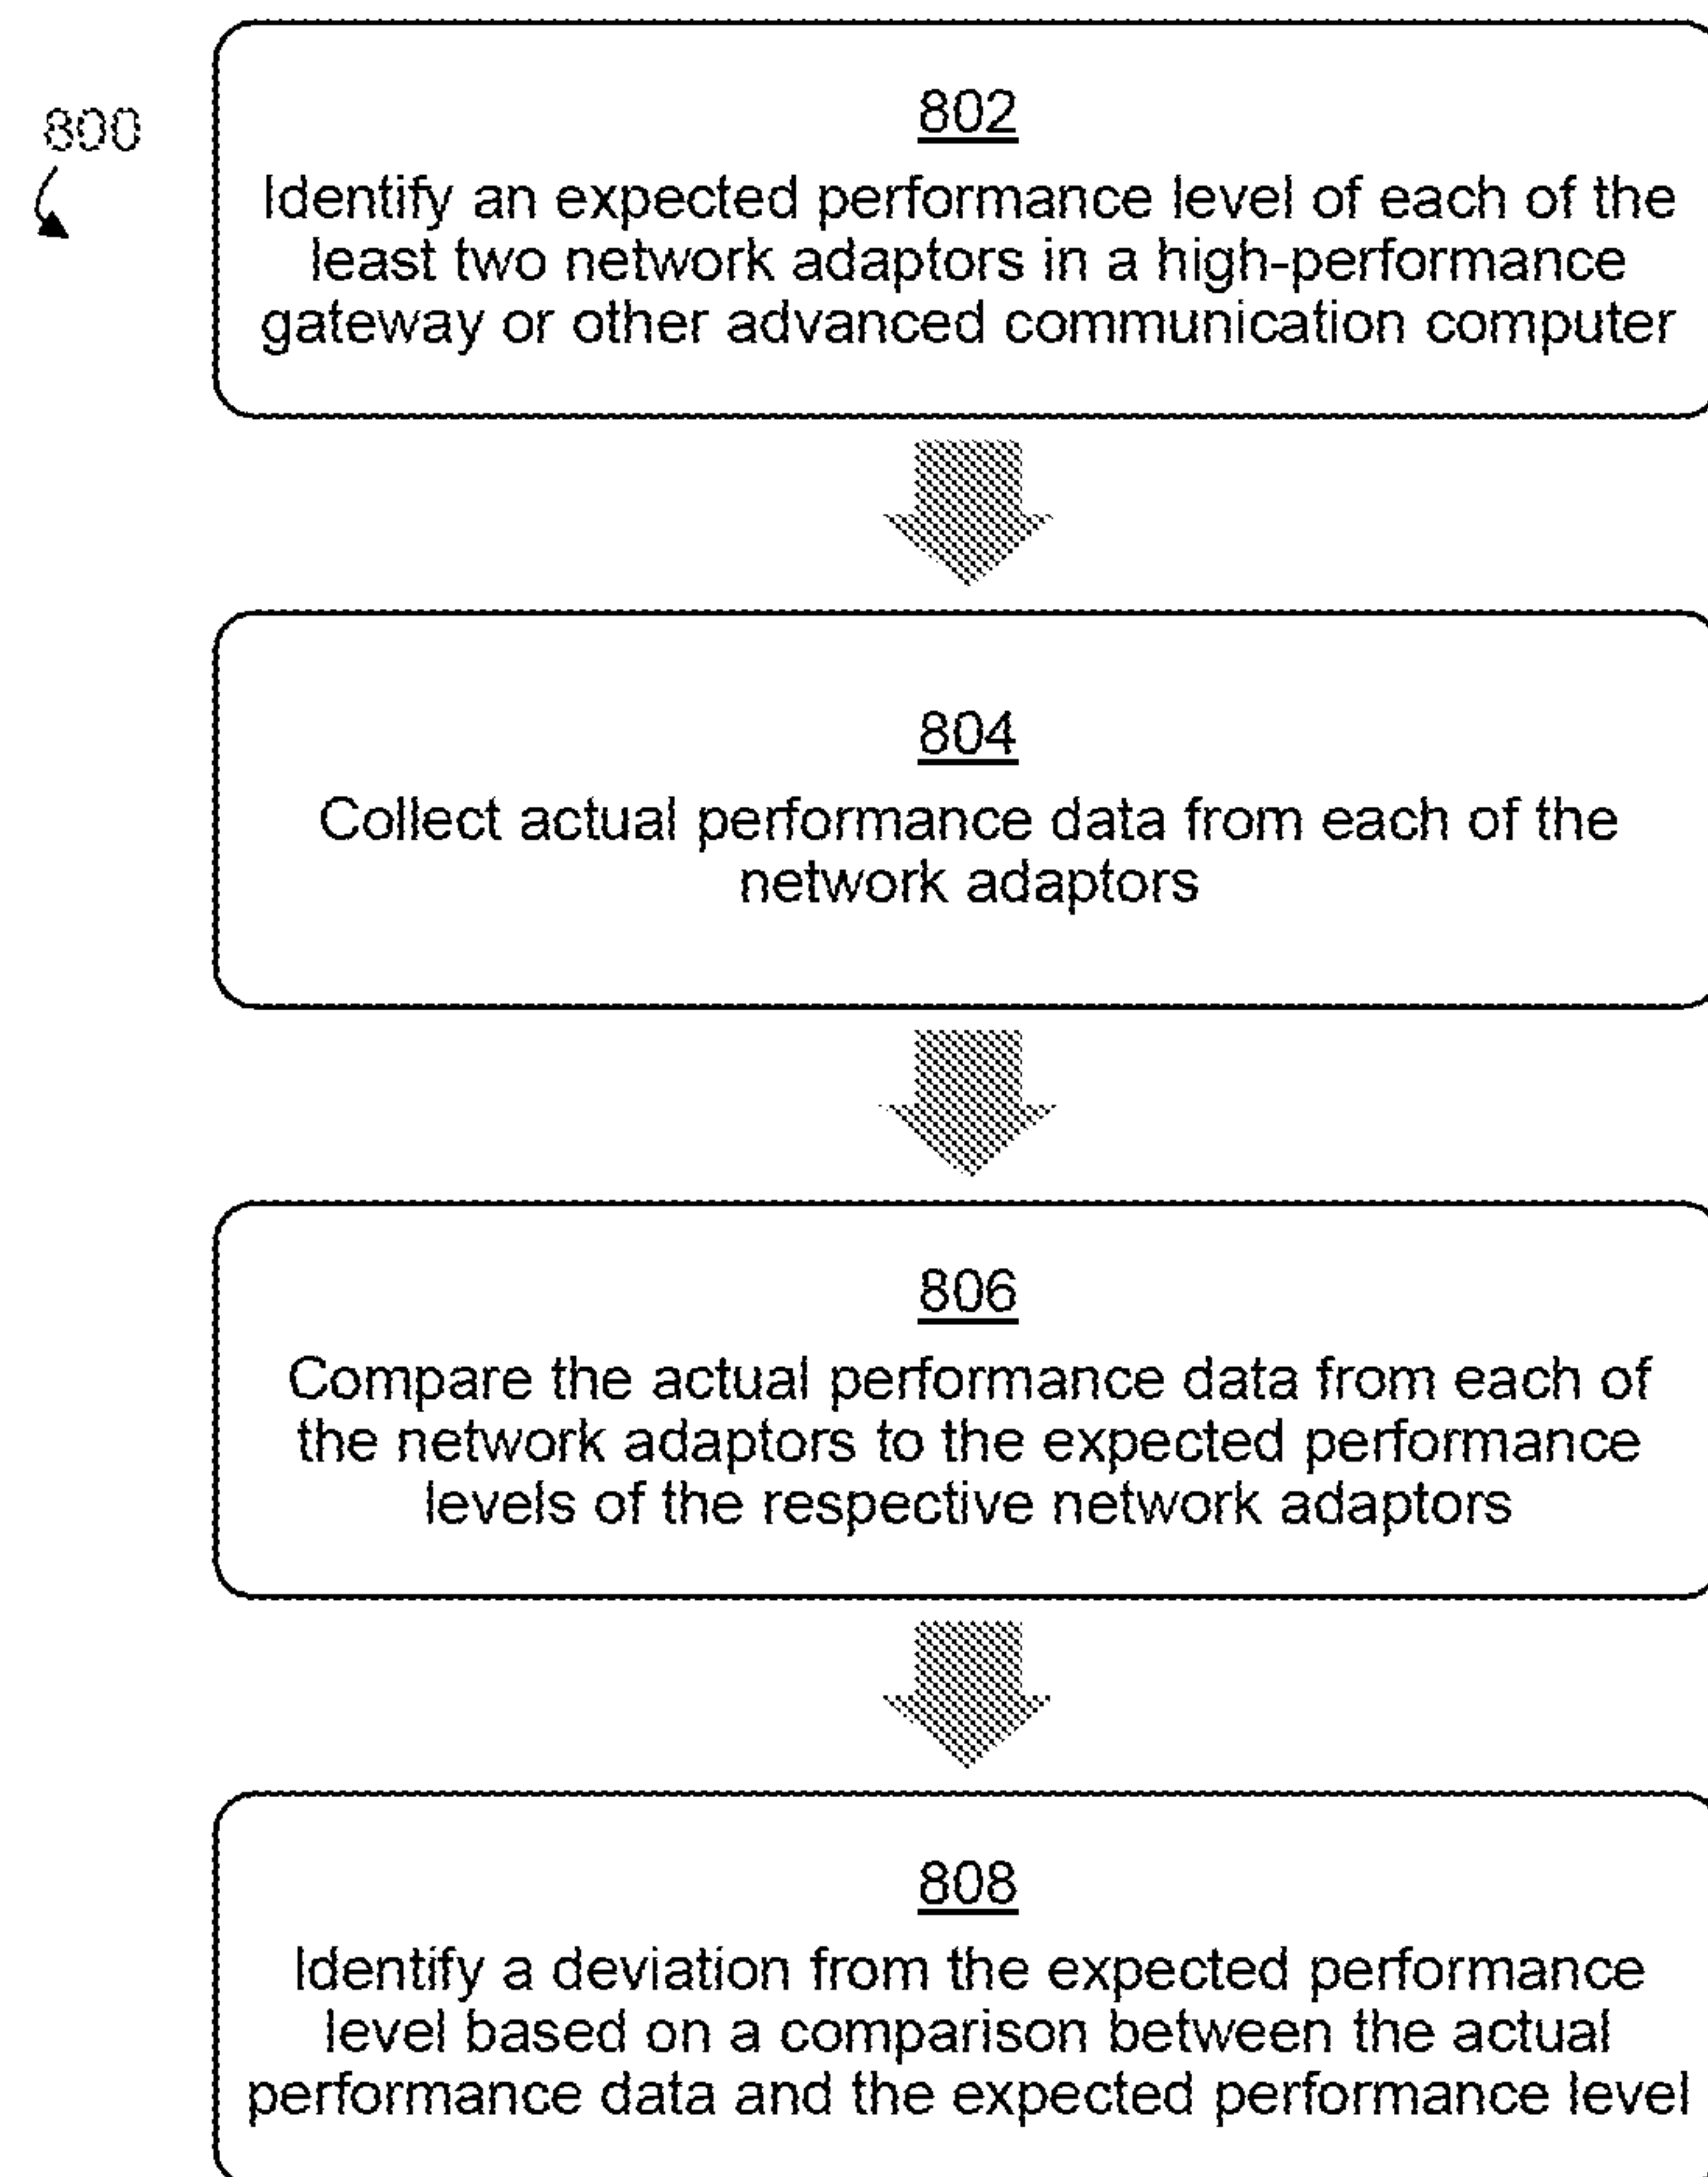 800
802
Identify an expected performance level of each of the
least two network adaptors in a high-performance
gateway or other advanced communication computer
804
Collect actual performance data from each of the
network adaptors
806
Compare the actual performance data from each of
the network adaptors to the expected performance
levels of the respective network adaptors
808
Identify a deviation from the expected performance
level based on a comparison between the actual
performance data and the expected performance level